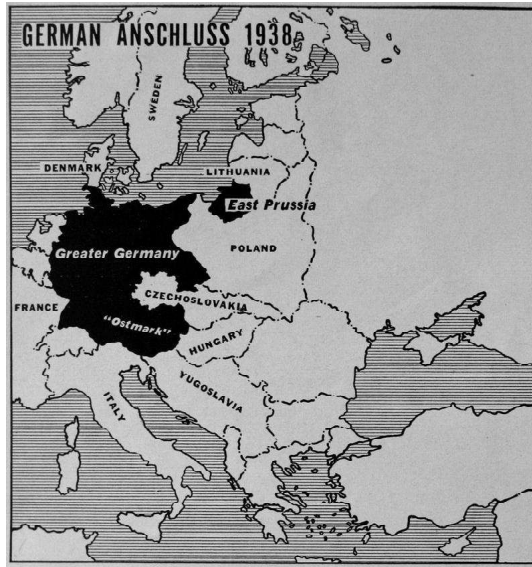 GERMAN ANSCHLUSS 1938
SWEDEN
DENMARK
LITHUANIA
East Prussia
POLAND
Greater Germany
CZECHOSLOVAKIA
FRANCE
"Ostmark"
HUNGARY
YUGOSLAVIA
ITALY